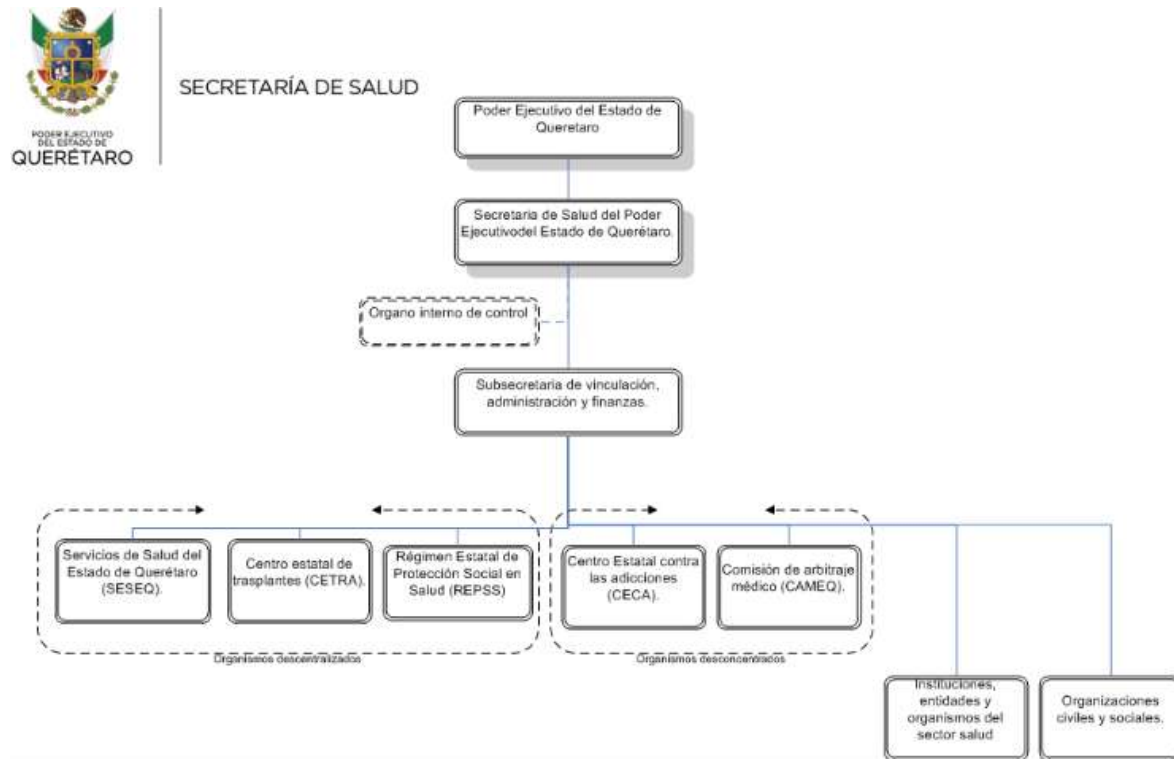 SECRETARÍA DE SALUD
PODER EJECUTIVO
DEL ESTADO DE
QUERÉTARO
Poder Ejecutivo del Estado de
Queretaro
Secretaria de Salud del Poder
Ejecutivodel Estado de Querétaro.
Organo interno de control
Subsecretaria de vinculación,
administración y finanzas.
Servicios de Salud del
Estado de Querétaro
(SESEQ).
Centro estatal de
trasplantes (CETRA).
Régimen Estatal de
Protección Social en
Salud (REPSS)
Centro Estatal contra
las adicciones
(CECA).
Comisión de arbitraje
médico (CAMEQ).
Organismos descentralizados
Organismos desconcentrados
Instituciones,
entidades y
organismos del
sector salud
Organizaciones
civiles y sociales.